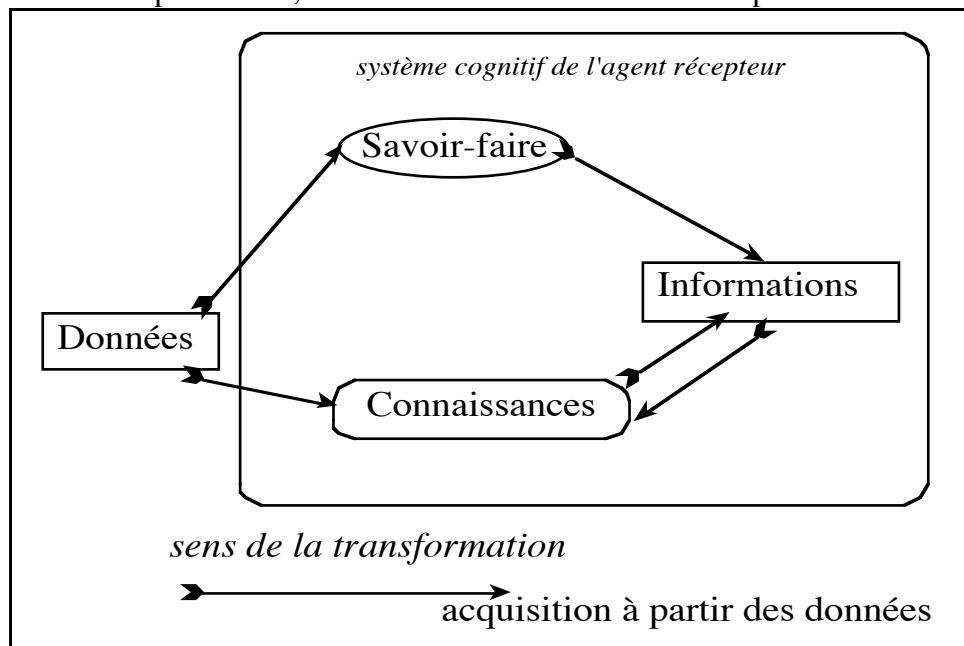 système cognitif de l'agent récepteur
Savoir-faire
Informations
Données
Connaissances
sens de la transformation
acquisition à partir des données